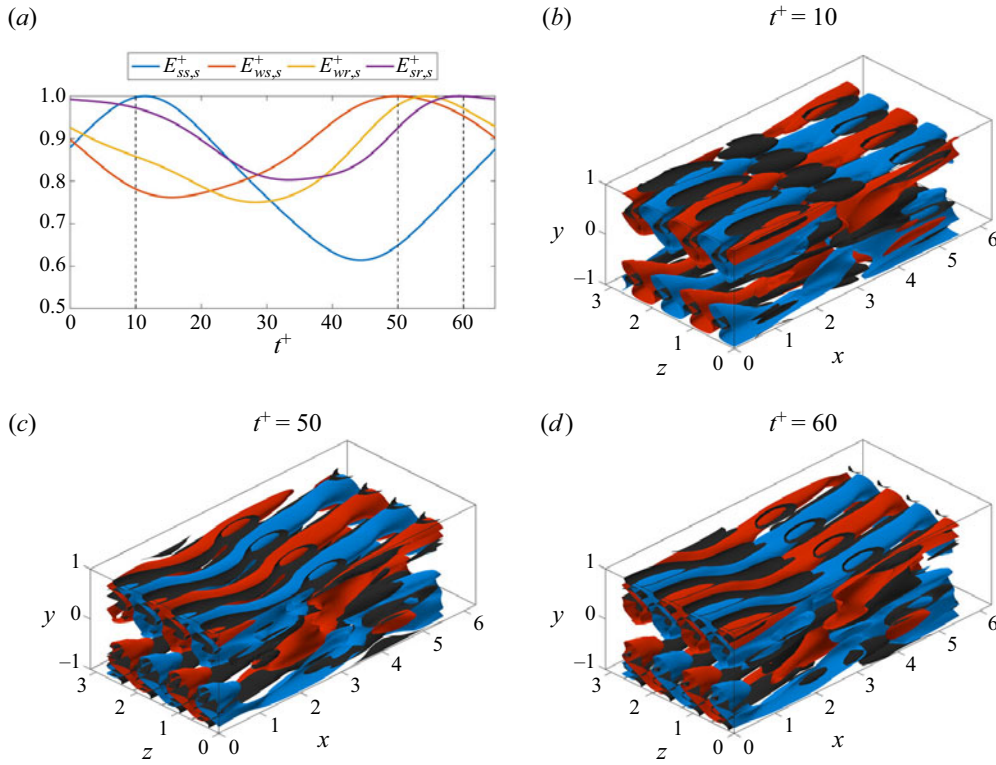 (a)
E⁺ss,s E⁺ws,s E⁺wr,s E⁺sr,s
1.0
0.9
0.8
0.7
0.6
0.5
0 10 20 30 40 50 60
t⁺
(b)
t⁺ = 10
1
y 0
−1
3 2 1 0
z
0 1 2 3 4 5 6
x
(c)
t⁺ = 50
1
y 0
−1
3 2 1 0
z
0 1 2 3 4 5 6
x
(d)
t⁺ = 60
1
y 0
−1
3 2 1 0
z
0 1 2 3 4 5 6
x